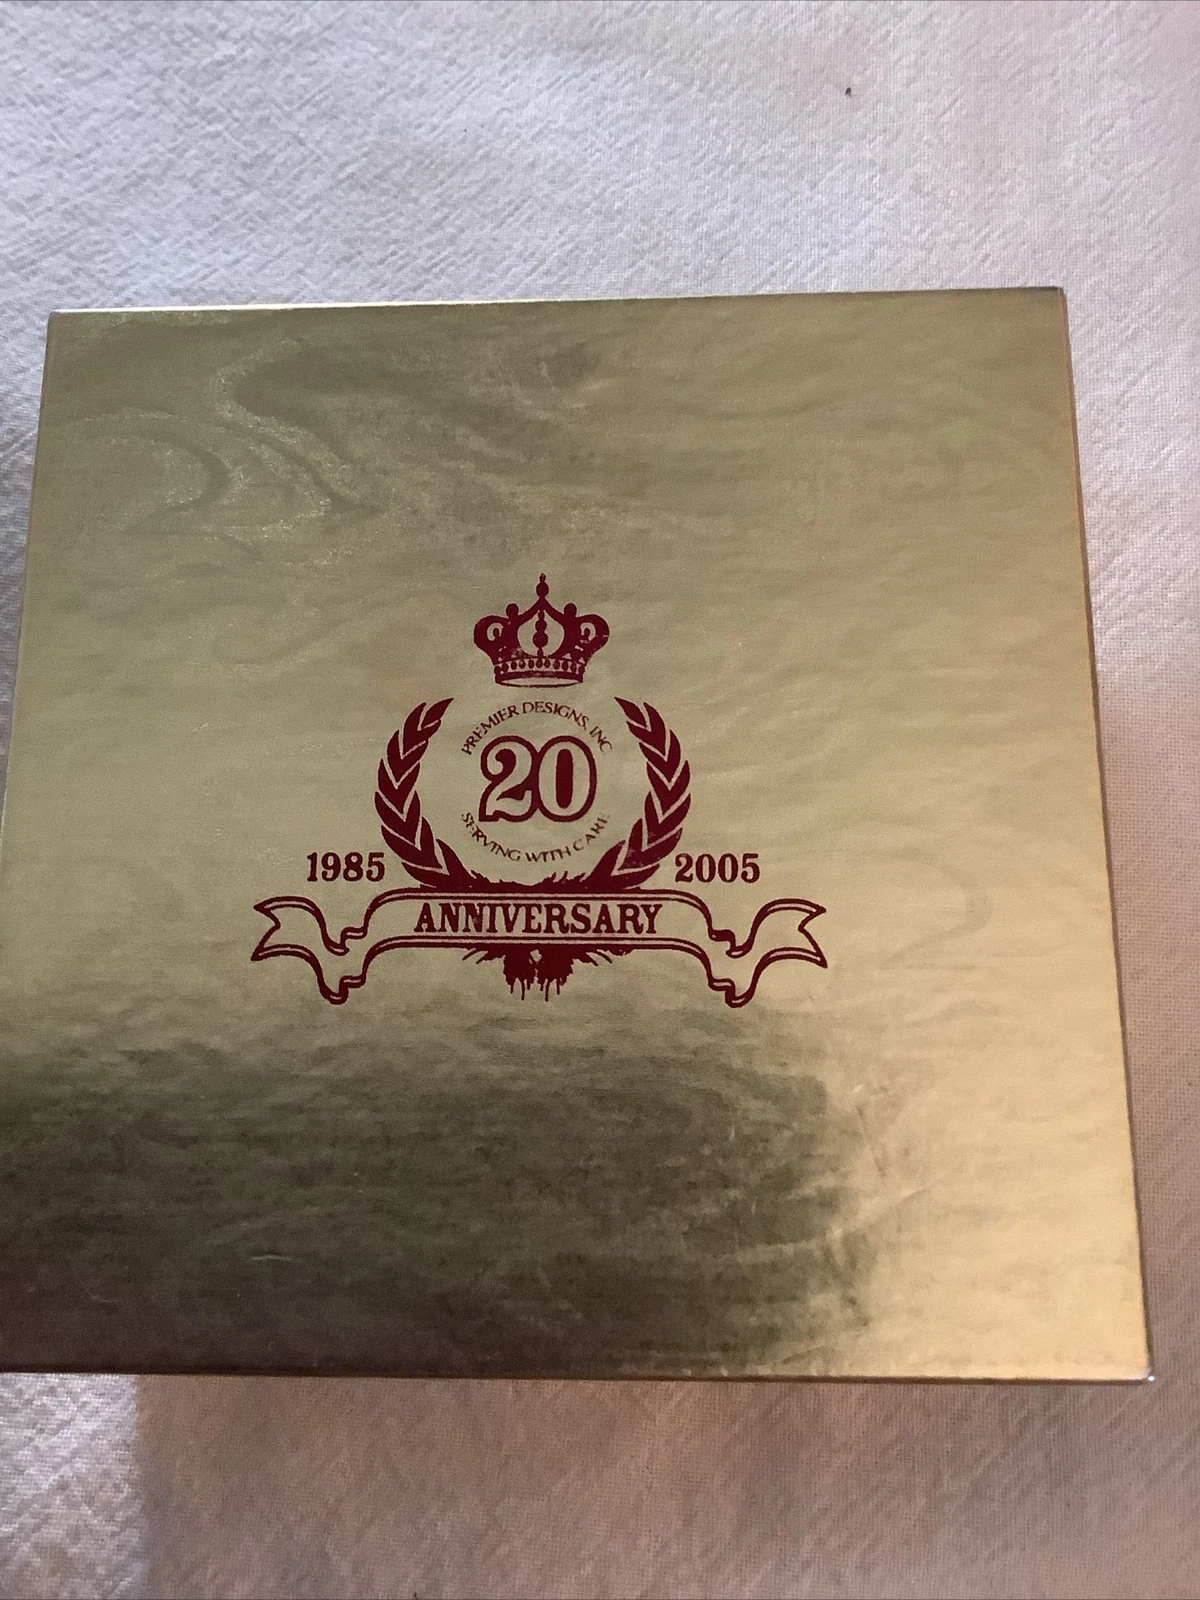 PREMIER DESIGNS, INC
20
SERVING WITH CARE
1985 2005
ANNIVERSARY